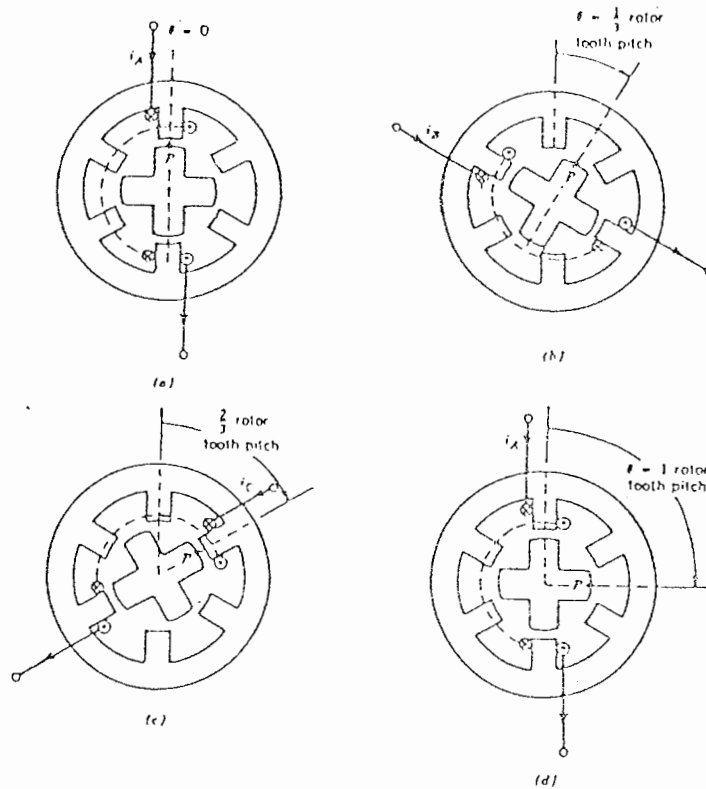 θ = 0
i_A
P
(a)
θ = 1/3 rotor
tooth pitch
i_B
P
(b)
2/3 rotor
tooth pitch
i_C
P
(c)
i_A
θ = 1 rotor
tooth pitch
P
(d)